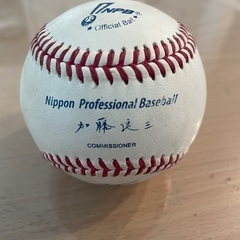 NPB
Official Ball
Nippon Professional Baseball
加藤良三
COMMISSIONER